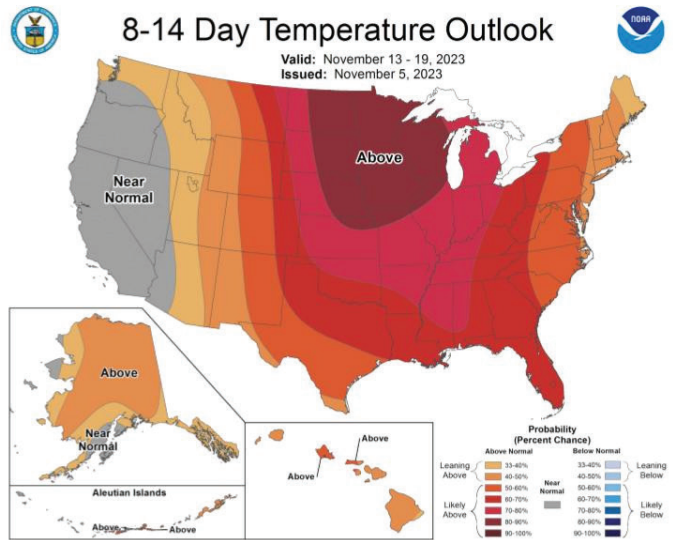 8-14 Day Temperature Outlook
Valid: November 13 - 19, 2023
Issued: November 5, 2023
NOAA
Above
Near
Normal
Above
Near
Normal
Aleutian Islands
Above
Above
Above
Above
Probability
(Percent Chance)
Above Normal Below Normal
Leaning
Above
33-40%
40-50%
Likely
Above
50-60%
60-70%
70-80%
80-90%
90-100%
Near
Normal
33-40%
40-50%
Leaning
Below
50-60%
60-70%
70-80%
80-90%
90-100%
Likely
Below